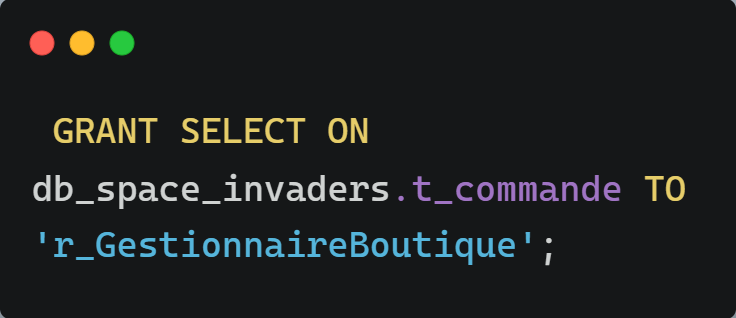 GRANT SELECT ON
db_space_invaders.t_commande TO
'r_GestionnaireBoutique';